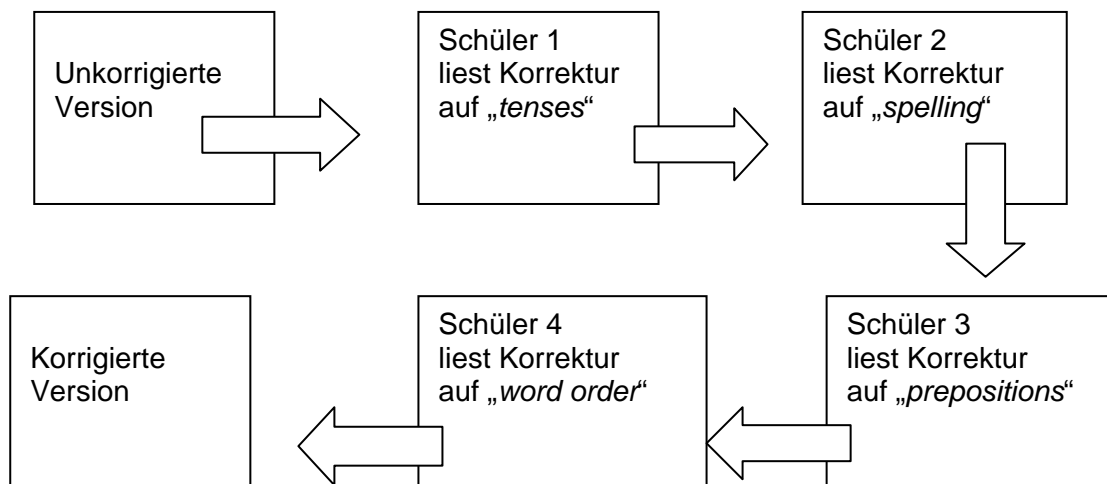 Unkorrigierte
Version
Schüler 1
liest Korrektur
auf „tenses“
Schüler 2
liest Korrektur
auf „spelling“
Schüler 3
liest Korrektur
auf „prepositions“
Schüler 4
liest Korrektur
auf „word order“
Korrigierte
Version